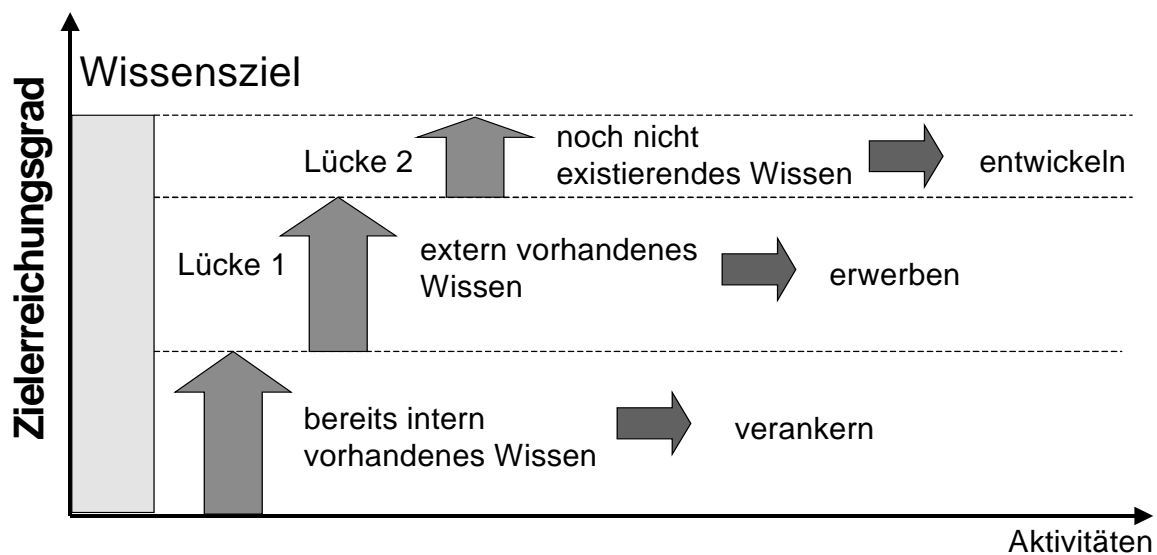 Zielerreichungsgrad
Wissensziel
Lücke 2
noch nicht
existierendes Wissen
entwickeln
Lücke 1
extern vorhandenes
Wissen
erwerben
bereits intern
vorhandenes Wissen
verankern
Aktivitäten